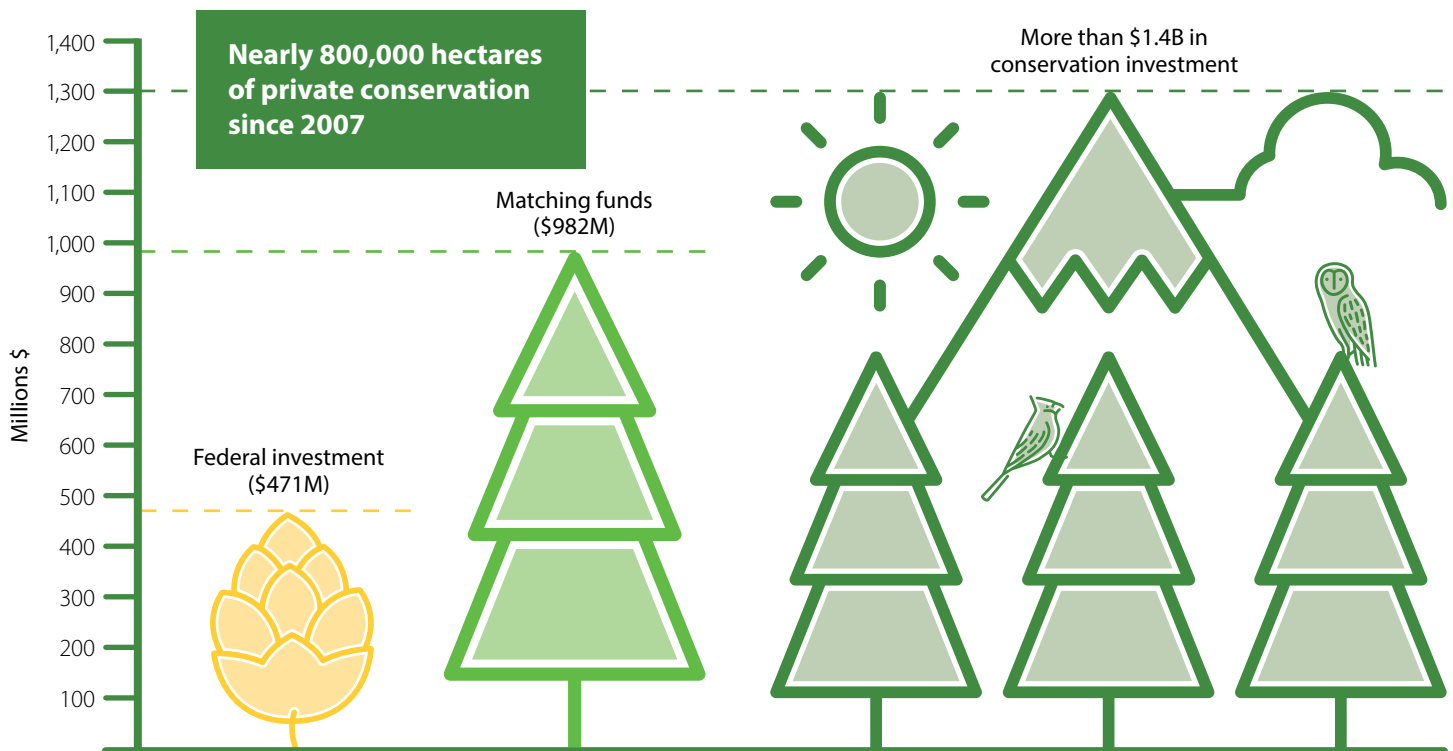 Nearly 800,000 hectares
of private conservation
since 2007
More than $1.4B in
conservation investment
Matching funds
($982M)
Federal investment
($471M)
Millions $
1,400
1,300
1,200
1,100
1,000
900
800
700
600
500
400
300
200
100